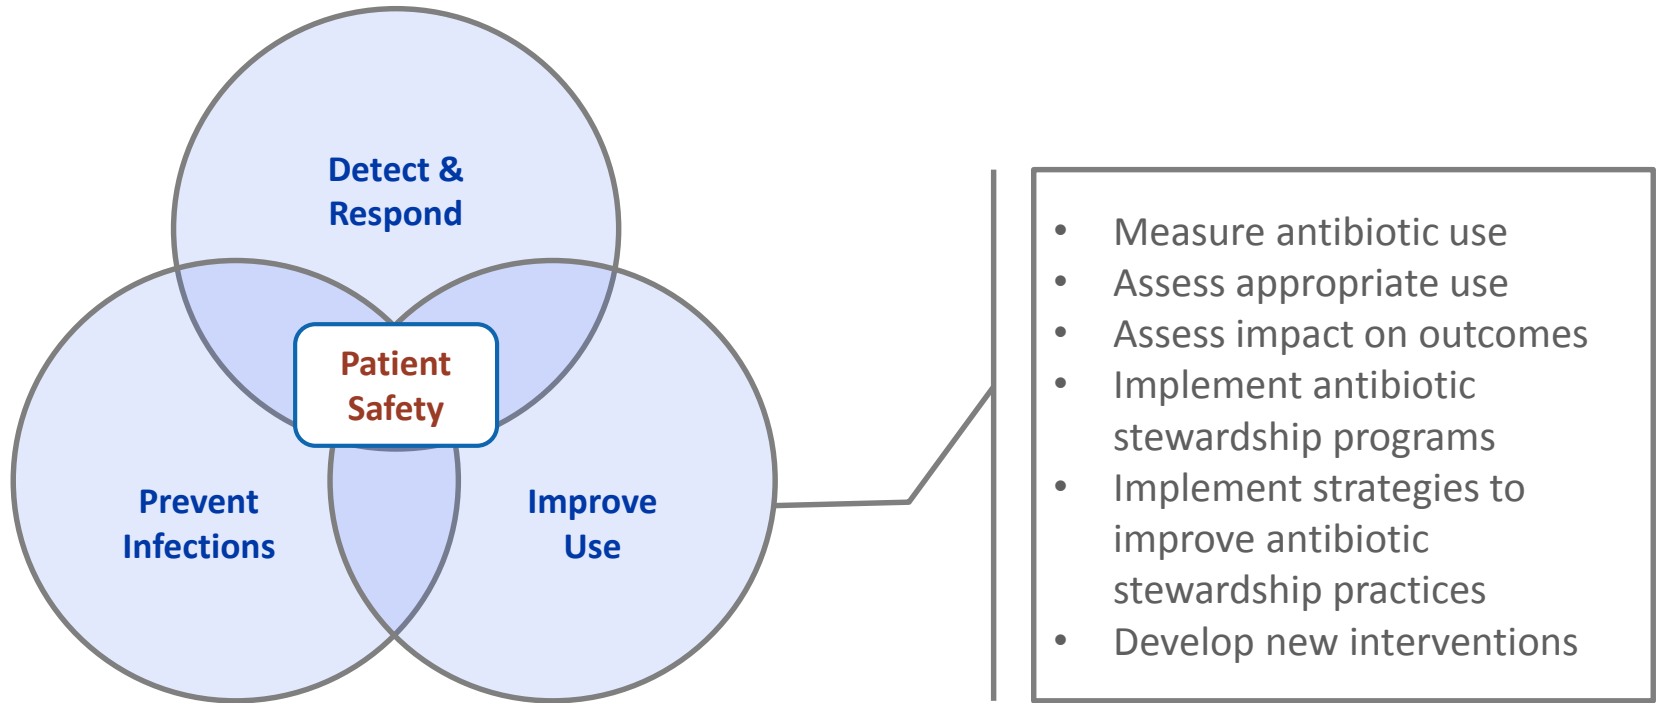 Detect &
Respond
Patient
Safety
Prevent
Infections
Improve
Use
• Measure antibiotic use
• Assess appropriate use
• Assess impact on outcomes
• Implement antibiotic
stewardship programs
• Implement strategies to
improve antibiotic
stewardship practices
• Develop new interventions